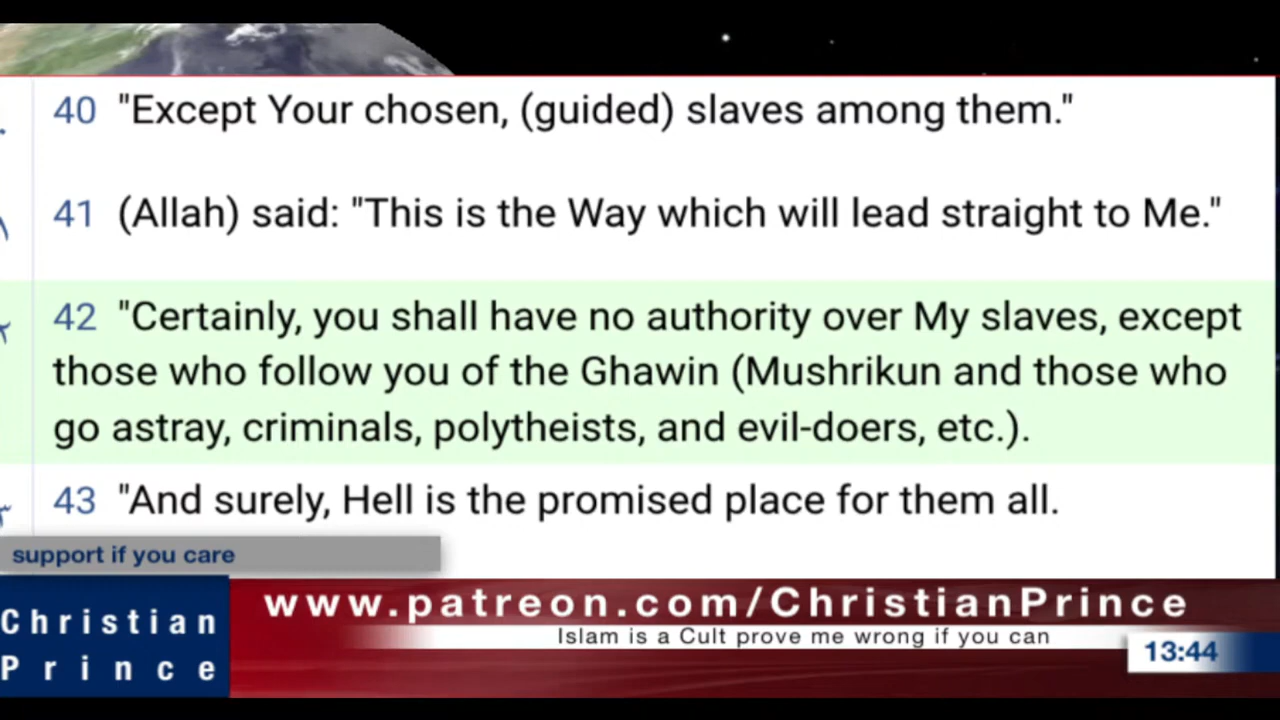 40 "Except Your chosen, (guided) slaves among them."
41 (Allah) said: "This is the Way which will lead straight to Me."
42 "Certainly, you shall have no authority over My slaves, except
those who follow you of the Ghawin (Mushrikun and those who
go astray, criminals, polytheists, and evil-doers, etc.).
43 "And surely, Hell is the promised place for them all.
support if you care
Christian
Prince
www.patreon.com/ChristianPrince
Islam is a Cult prove me wrong if you can
13:44